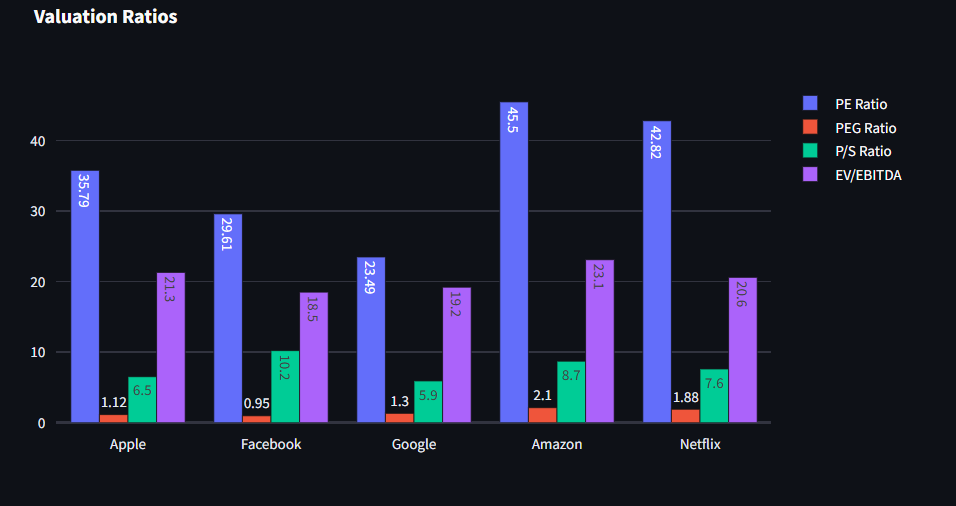 Valuation Ratios
PE Ratio
PEG Ratio
P/S Ratio
EV/EBITDA
40
30
20
10
0
35.79
1.12
6.5
21.3
29.61
0.95
10.2
18.5
23.49
1.3
5.9
19.2
45.5
2.1
8.7
23.1
42.82
1.88
7.6
20.6
Apple
Facebook
Google
Amazon
Netflix